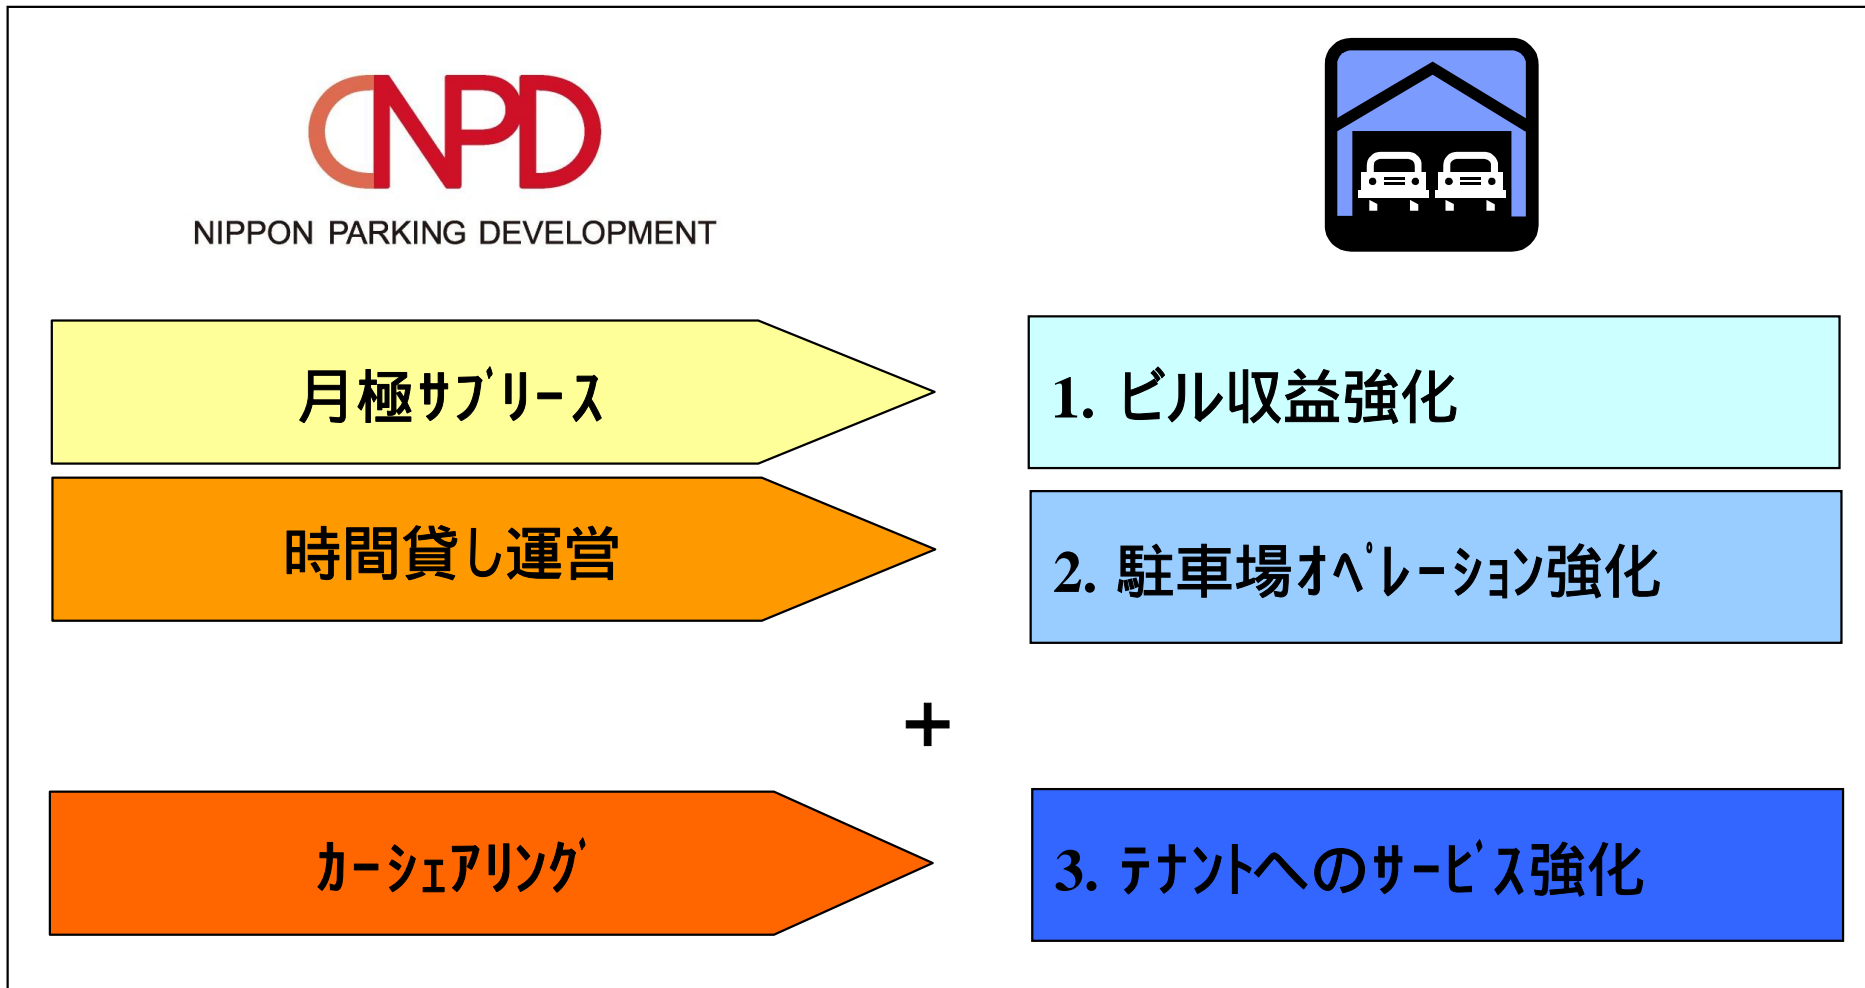 NPD
NIPPON PARKING DEVELOPMENT
月極ｻﾌﾞﾘｰｽ
1. ビル収益強化
時間貸し運営
2. 駐車場ｵﾍﾟﾚｰｼｮﾝ強化
+
ｶｰｼｪｱﾘﾝｸﾞ
3. ﾃﾅﾝﾄへのｻｰﾋﾞｽ強化